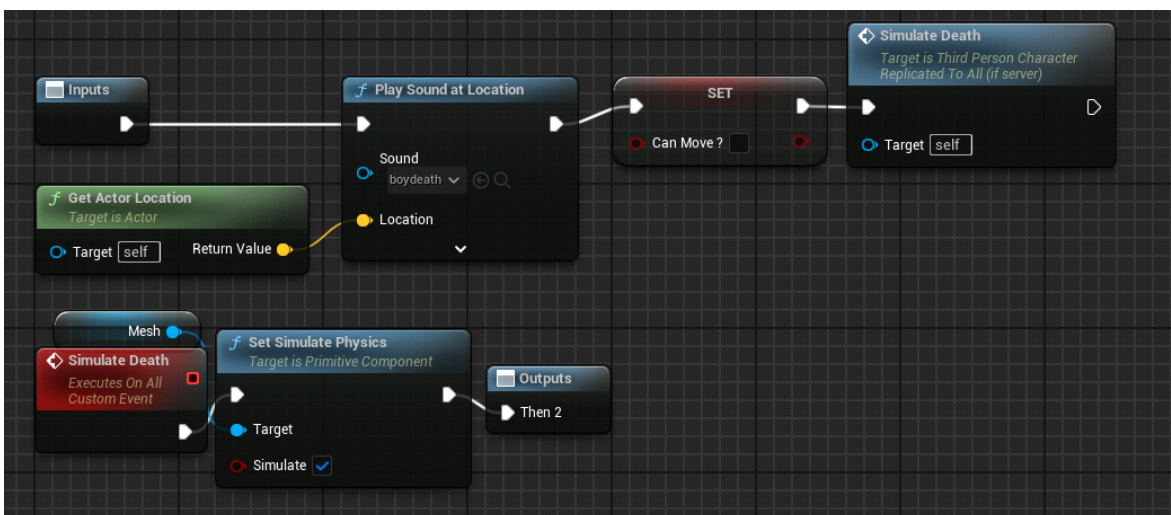 Inputs
Play Sound at Location
Sound
boydeath
Location
SET
Can Move ?
Simulate Death
Target is Third Person Character
Replicated To All (if server)
Target self
Get Actor Location
Target is Actor
Target self Return Value
Mesh
Simulate Death
Executes On All
Custom Event
Set Simulate Physics
Target is Primitive Component
Target
Simulate
Outputs
Then 2